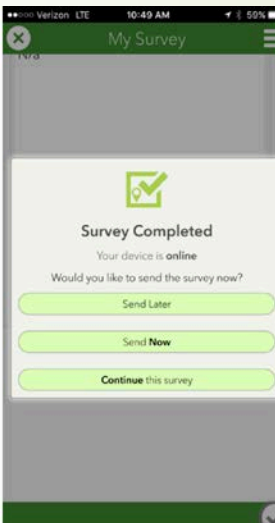 Verizon LTE 10:49 AM 59%
My Survey
Survey Completed
Your device is online
Would you like to send the survey now?
Send Later
Send Now
Continue this survey